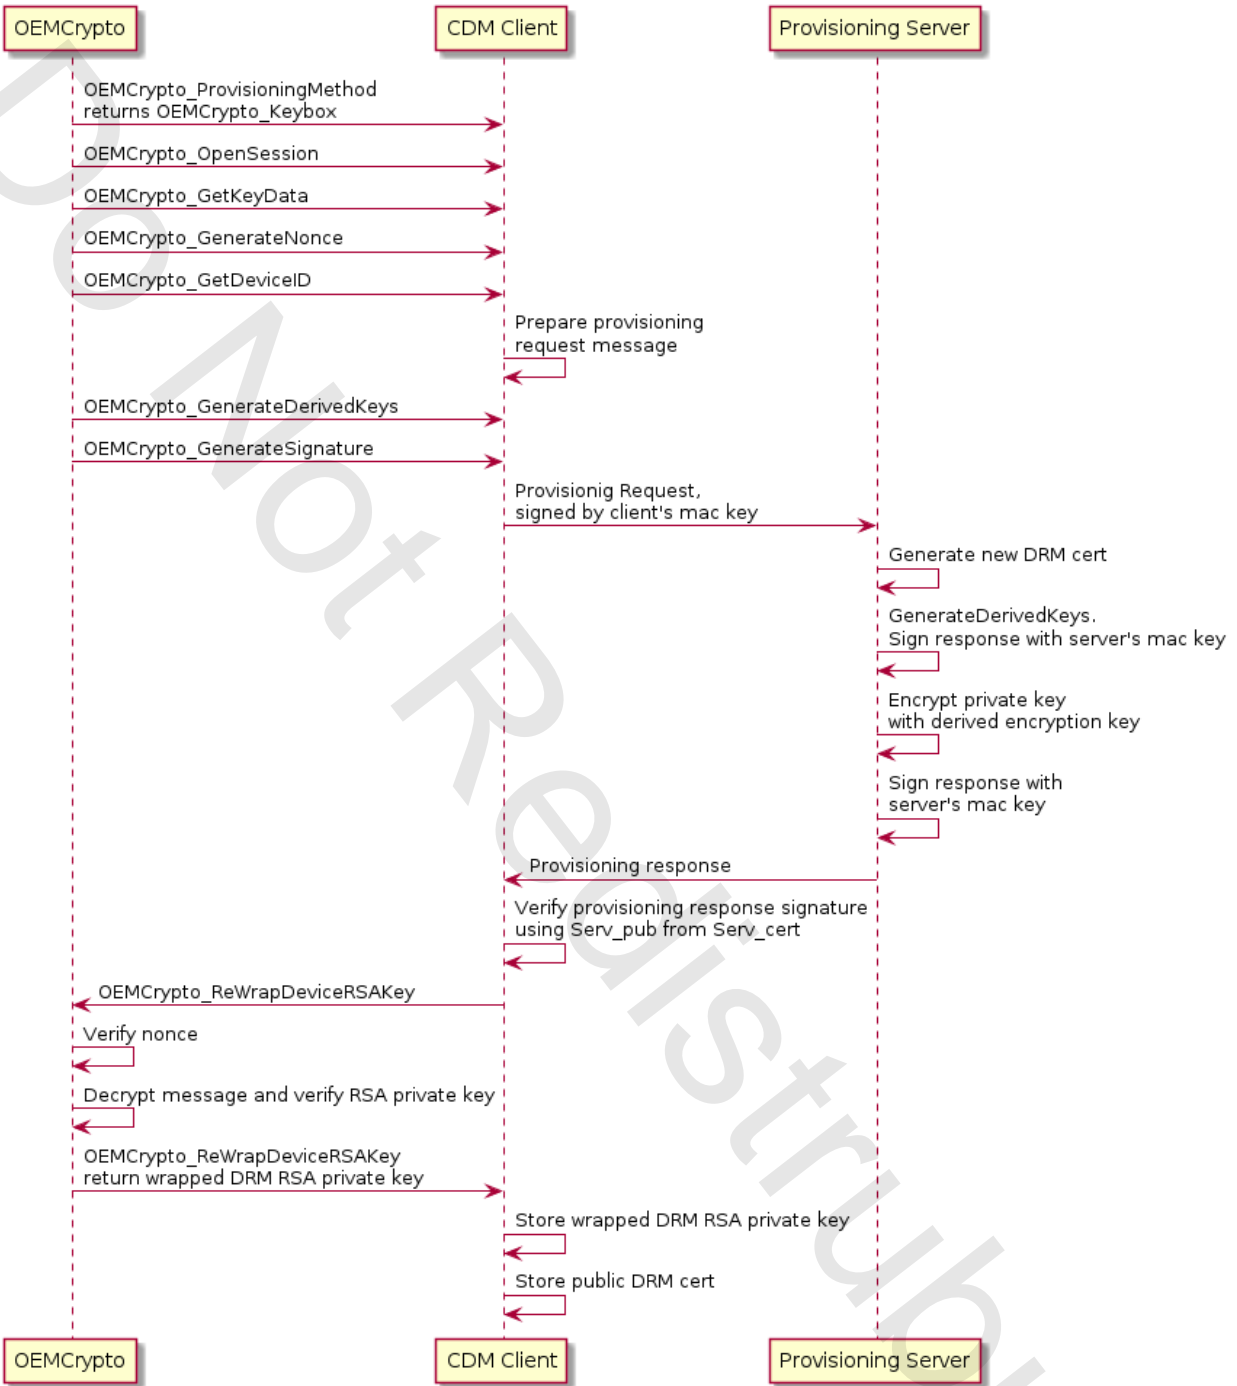 OEMCrypto
CDM Client
Provisioning Server
OEMCrypto_ProvisioningMethod
returns OEMCrypto_Keybox
OEMCrypto_OpenSession
OEMCrypto_GetKeyData
OEMCrypto_GenerateNonce
OEMCrypto_GetDeviceID
Prepare provisioning
request message
OEMCrypto_GenerateDerivedKeys
OEMCrypto_GenerateSignature
Provisionig Request,
signed by client's mac key
Generate new DRM cert
GenerateDerivedKeys.
Sign response with server's mac key
Encrypt private key
with derived encryption key
Sign response with
server's mac key
Provisioning response
Verify provisioning response signature
using Serv_pub from Serv_cert
OEMCrypto_ReWrapDeviceRSAKey
Verify nonce
Decrypt message and verify RSA private key
OEMCrypto_ReWrapDeviceRSAKey
return wrapped DRM RSA private key
Store wrapped DRM RSA private key
Store public DRM cert
OEMCrypto
CDM Client
Provisioning Server
Do Not Redistribu